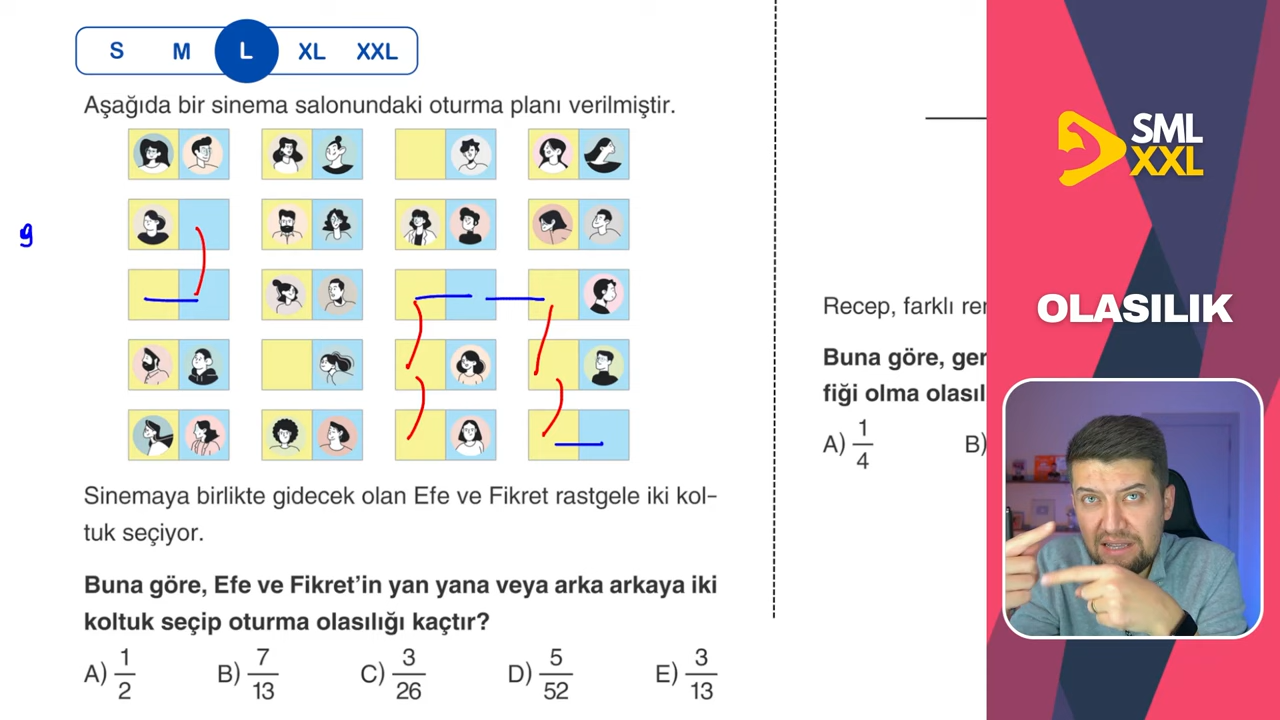 S M L XL XXL
Aşağıda bir sinema salonundaki oturma planı verilmiştir.
9
Sinemaya birlikte gidecek olan Efe ve Fikret rastgele iki kol-
tuk seçiyor.
Buna göre, Efe ve Fikret'in yan yana veya arka arkaya iki
koltuk seçip oturma olasılığı kaçtır?
A) 1/2 B) 7/13 C) 3/26 D) 5/52 E) 3/13
Recep, farklı ren
Buna göre, ger
fiği olma olasıl
A) 1/4 B)
SML
XXL
OLASILIK